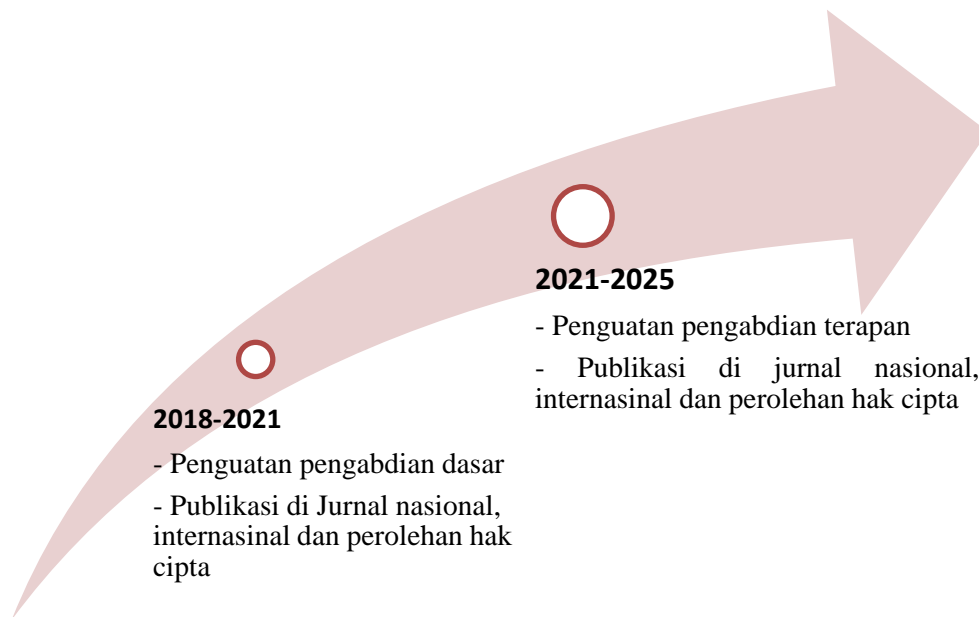 2018-2021
- Penguatan pengabdian dasar
- Publikasi di Jurnal nasional,
internasinal dan perolehan hak
cipta
2021-2025
- Penguatan pengabdian terapan
- Publikasi di jurnal nasional,
internasinal dan perolehan hak cipta